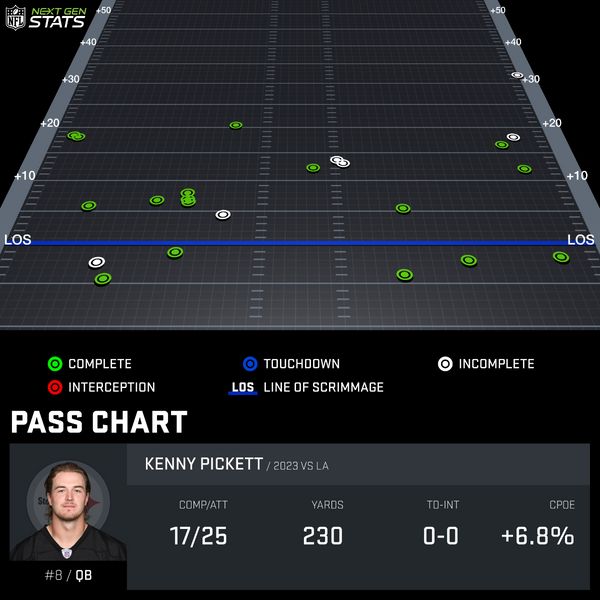 NFL NEXT GEN STATS
+50 +50
+40 +40
+30 +30
+20 +20
+10 +10
LOS LOS
COMPLETE TOUCHDOWN INCOMPLETE
INTERCEPTION LOS LINE OF SCRIMMAGE
PASS CHART
KENNY PICKETT / 2023 VS LA
COMP/ATT YARDS TD-INT CPOE
17/25 230 0-0 +6.8%
#8 / QB